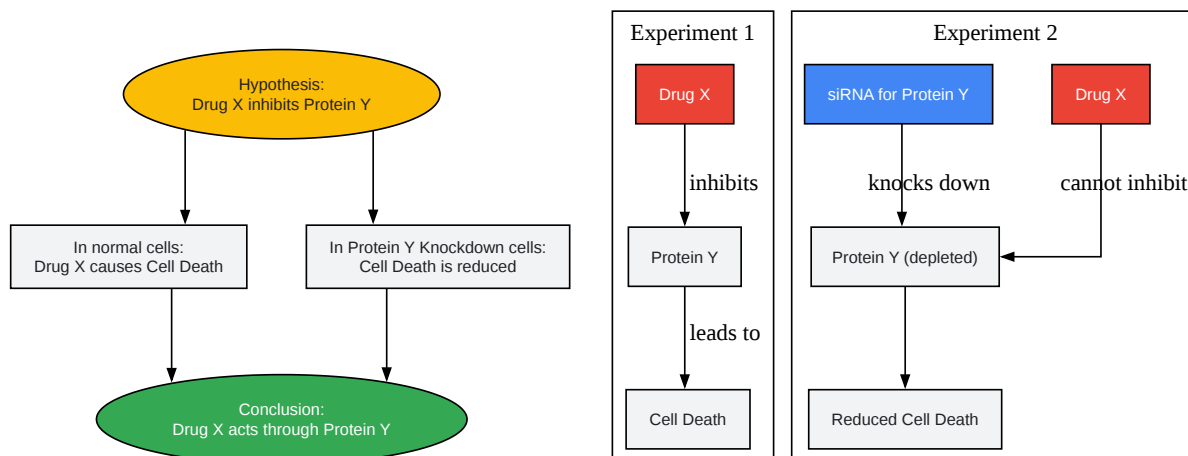 Hypothesis:
Drug X inhibits Protein Y
In normal cells:
Drug X causes Cell Death
In Protein Y Knockdown cells:
Cell Death is reduced
Conclusion:
Drug X acts through Protein Y
Experiment 1
Drug X
inhibits
Protein Y
leads to
Cell Death
Experiment 2
siRNA for Protein Y
Drug X
knocks down
cannot inhibit
Protein Y (depleted)
Reduced Cell Death